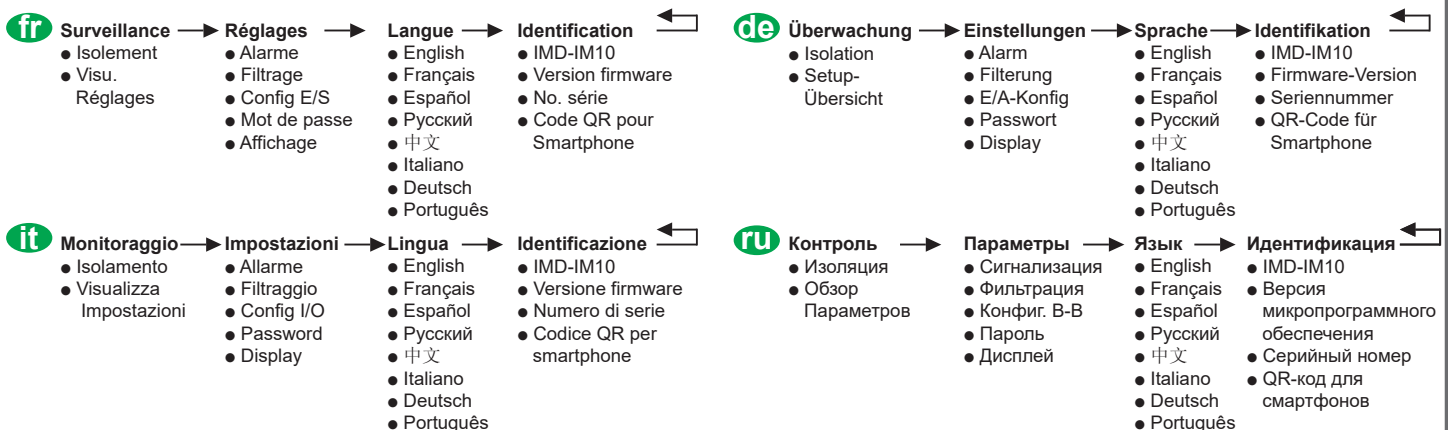 fr
Surveillance
● Isolement
● Visu.
Réglages
Réglages
● Alarme
● Filtrage
● Config E/S
● Mot de passe
● Affichage
Langue
● English
● Français
● Español
● Русский
● 中文
● Italiano
● Deutsch
● Português
Identification
● IMD-IM10
● Version firmware
● No. série
● Code QR pour
Smartphone
de
Überwachung
● Isolation
● Setup-
Übersicht
Einstellungen
● Alarm
● Filterung
● E/A-Konfig
● Passwort
● Display
Sprache
● English
● Français
● Español
● Русский
● 中文
● Italiano
● Deutsch
● Português
Identifikation
● IMD-IM10
● Firmware-Version
● Seriennummer
● QR-Code für
Smartphone
it
Monitoraggio
● Isolamento
● Visualizza
Impostazioni
Impostazioni
● Allarme
● Filtraggio
● Config I/O
● Password
● Display
Lingua
● English
● Français
● Español
● Русский
● 中文
● Italiano
● Deutsch
● Português
Identificazione
● IMD-IM10
● Versione firmware
● Numero di serie
● Codice QR per
smartphone
ru
Контроль
● Изоляция
● Обзор
Параметров
Параметры
● Сигнализация
● Фильтрация
● Конфиг. В-В
● Пароль
● Дисплей
Язык
● English
● Français
● Español
● Русский
● 中文
● Italiano
● Deutsch
● Português
Идентификация
● IMD-IM10
● Версия
микропрограммного
обеспечения
● Серийный номер
● QR-код для
смартфонов